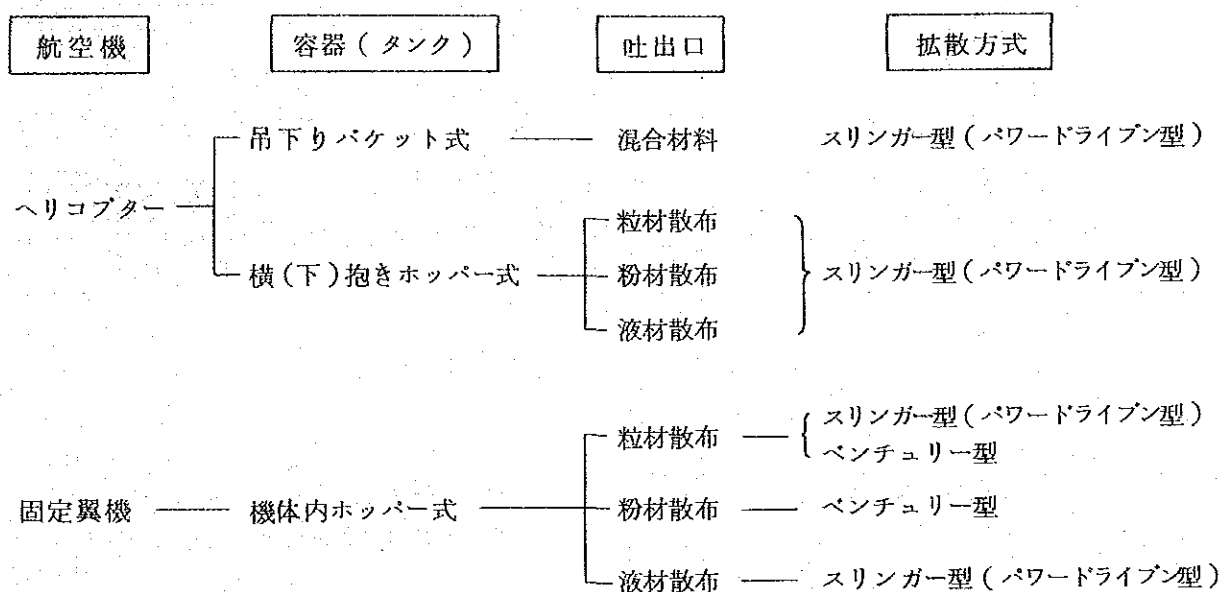 航空機 容器(タンク) 吐出口 拡散方式
吊下りバケット式 混合材料 スリンガー型(パワードライブン型)
ヘリコプター
粒材散布
横(下)抱きホッパー式 粉材散布 スリンガー型(パワードライブン型)
液材散布
粒材散布 スリンガー型(パワードライブン型)
ベンチュリー型
固定翼機 機体内ホッパー式 粉材散布 ベンチュリー型
液材散布 スリンガー型(パワードライブン型)